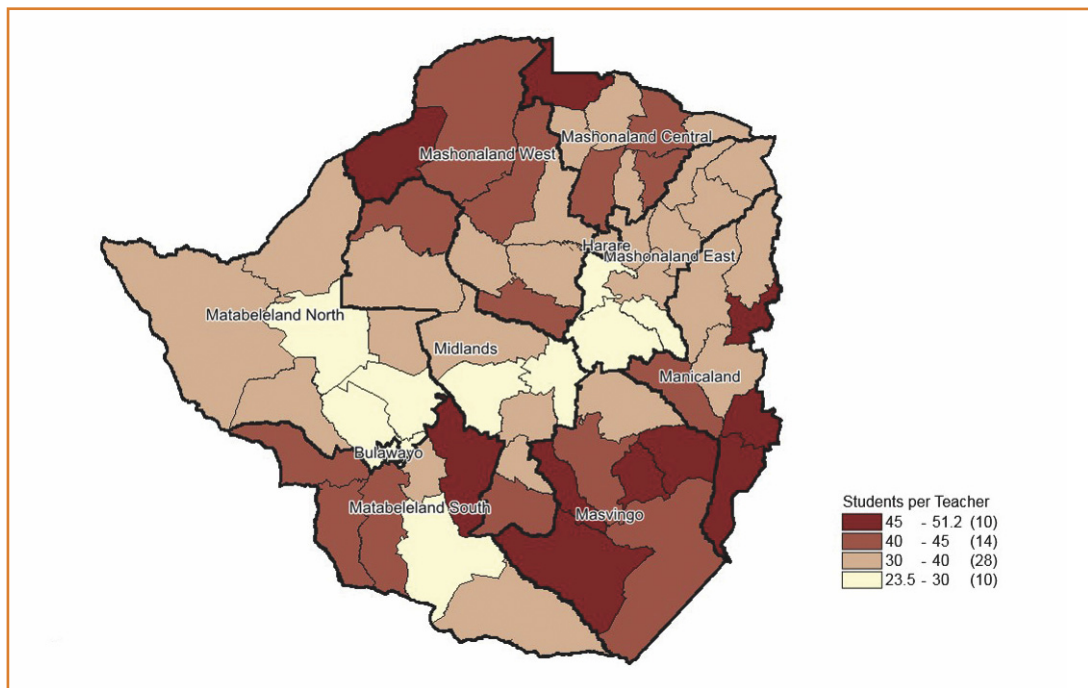 Mashonaland Central
Mashonaland West
Harare
Mashonaland East
Matabeleland North
Midlands
Manicaland
Bulawayo
Matabeleland South
Masvingo
Students per Teacher
45 - 51.2 (10)
40 - 45 (14)
30 - 40 (28)
23.5 - 30 (10)